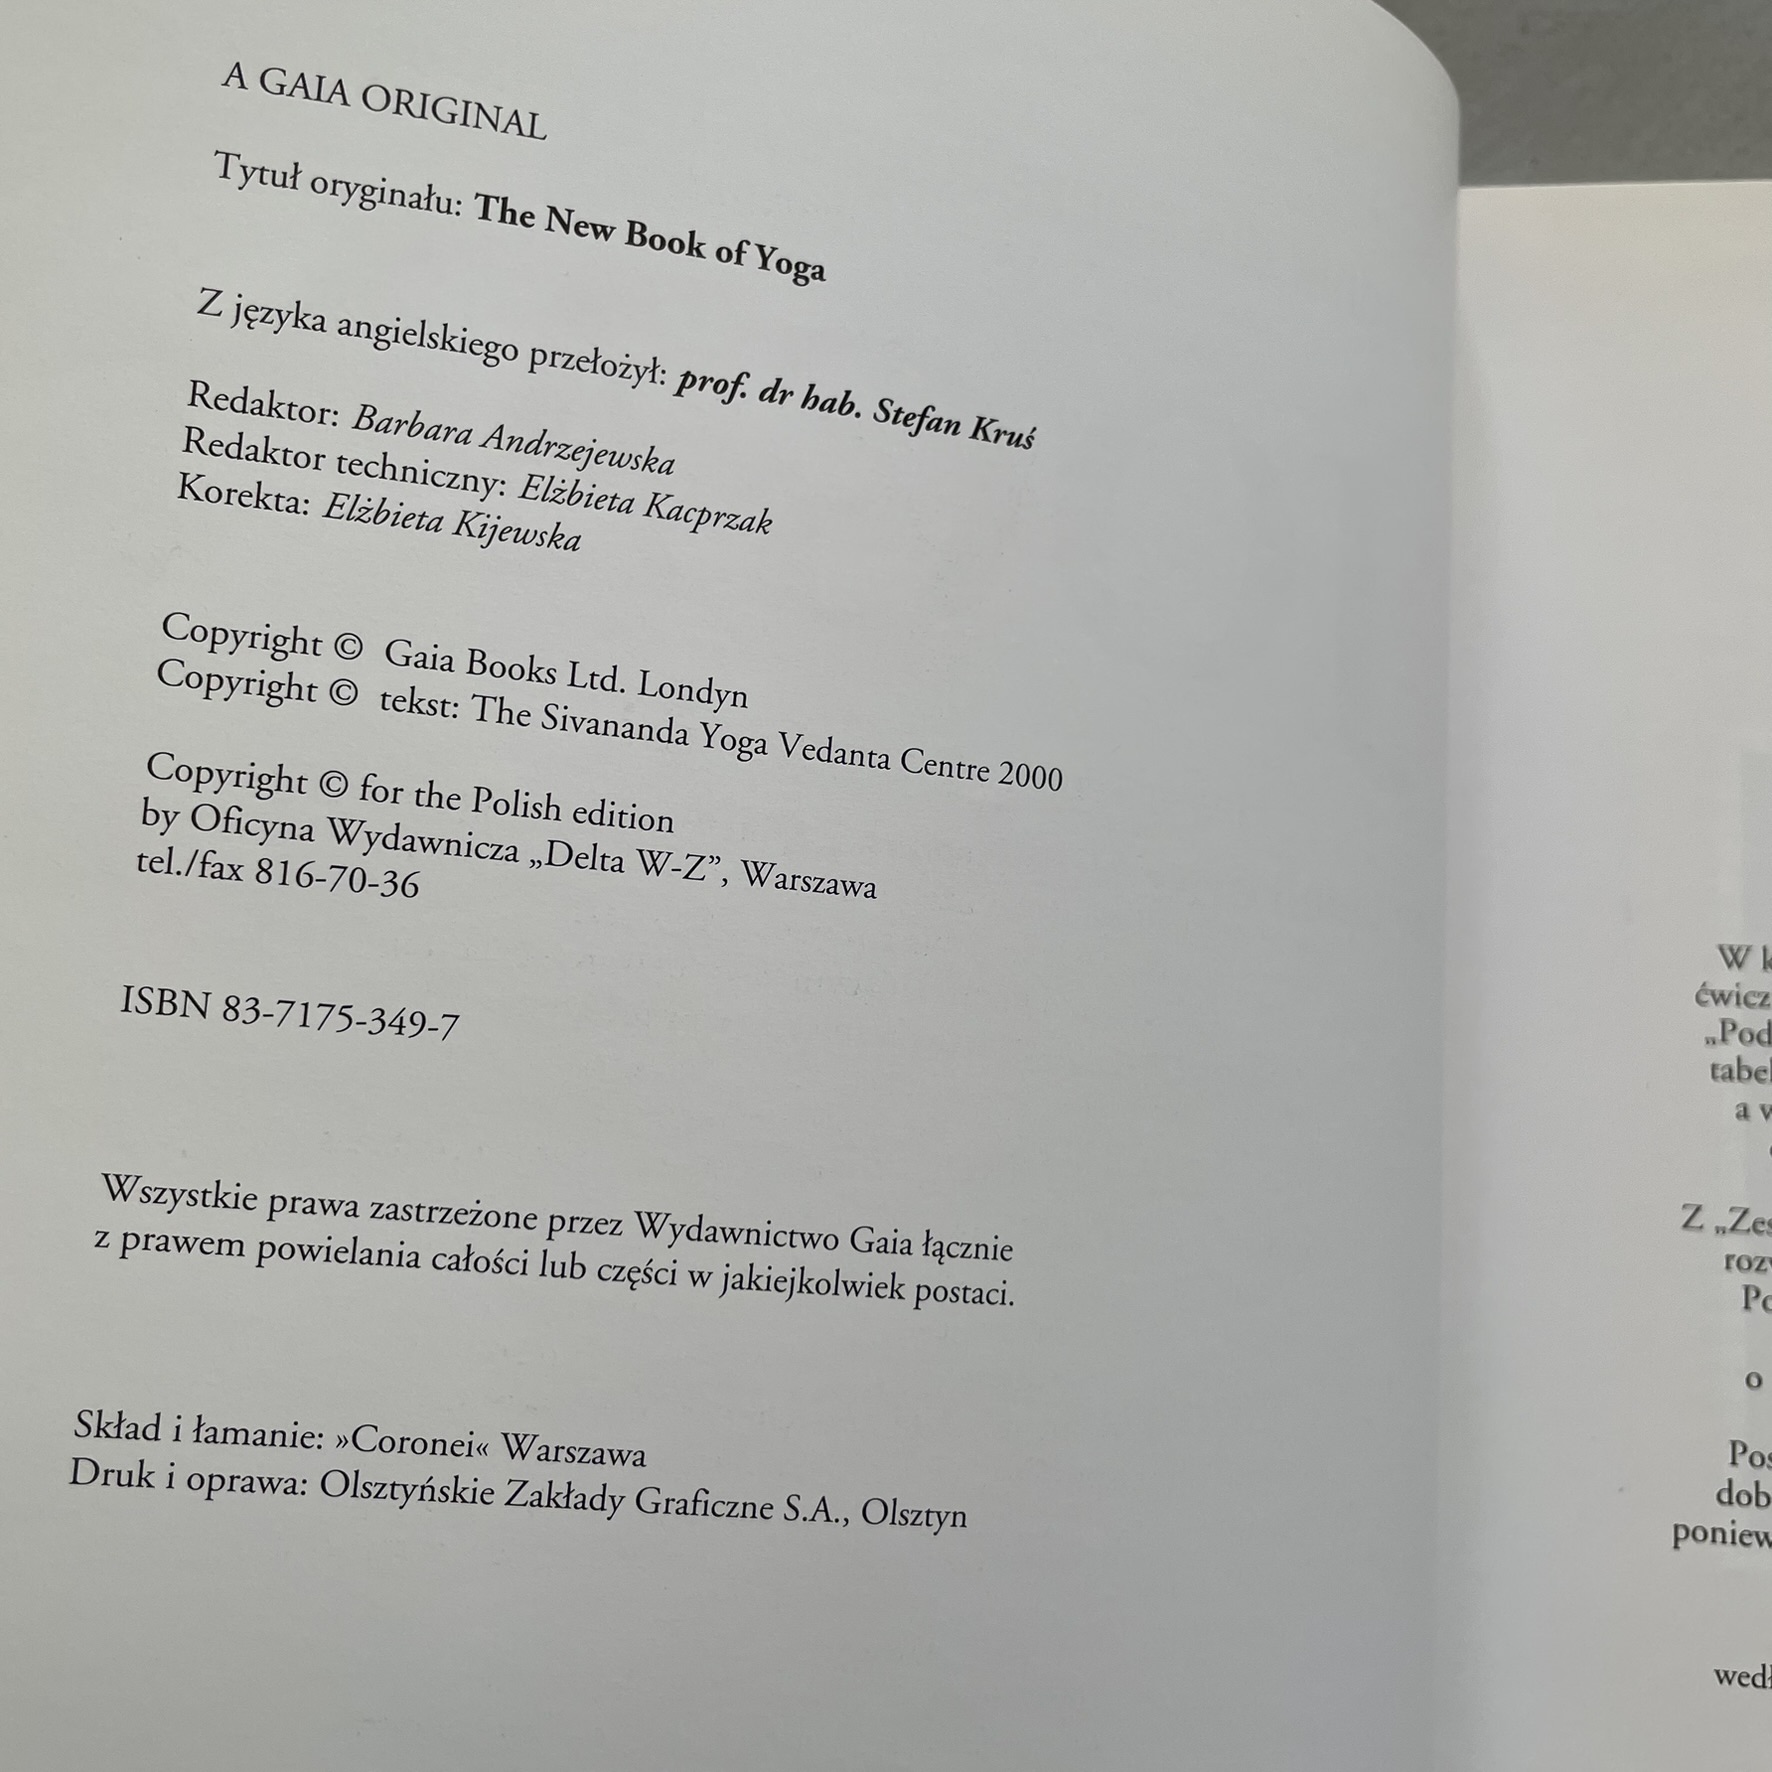 A GAIA ORIGINAL
Tytuł oryginału: The New Book of Yoga
Z języka angielskiego przełożył: prof. dr hab. Stefan Kruś
Redaktor: Barbara Andrzejewska
Redaktor techniczny: Elżbieta Kacprzak
Korekta: Elżbieta Kijewska
Copyright © Gaia Books Ltd. Londyn
Copyright © tekst: The Sivananda Yoga Vedanta Centre 2000
Copyright © for the Polish edition
by Oficyna Wydawnicza „Delta W-Z”, Warszawa
tel./fax 816-70-36
ISBN 83-7175-349-7
Wszystkie prawa zastrzeżone przez Wydawnictwo Gaia łącznie
z prawem powielania całości lub części w jakiejkolwiek postaci.
Skład i łamanie: »Coronei« Warszawa
Druk i oprawa: Olsztyńskie Zakłady Graficzne S.A., Olsztyn
W
a
Z
o